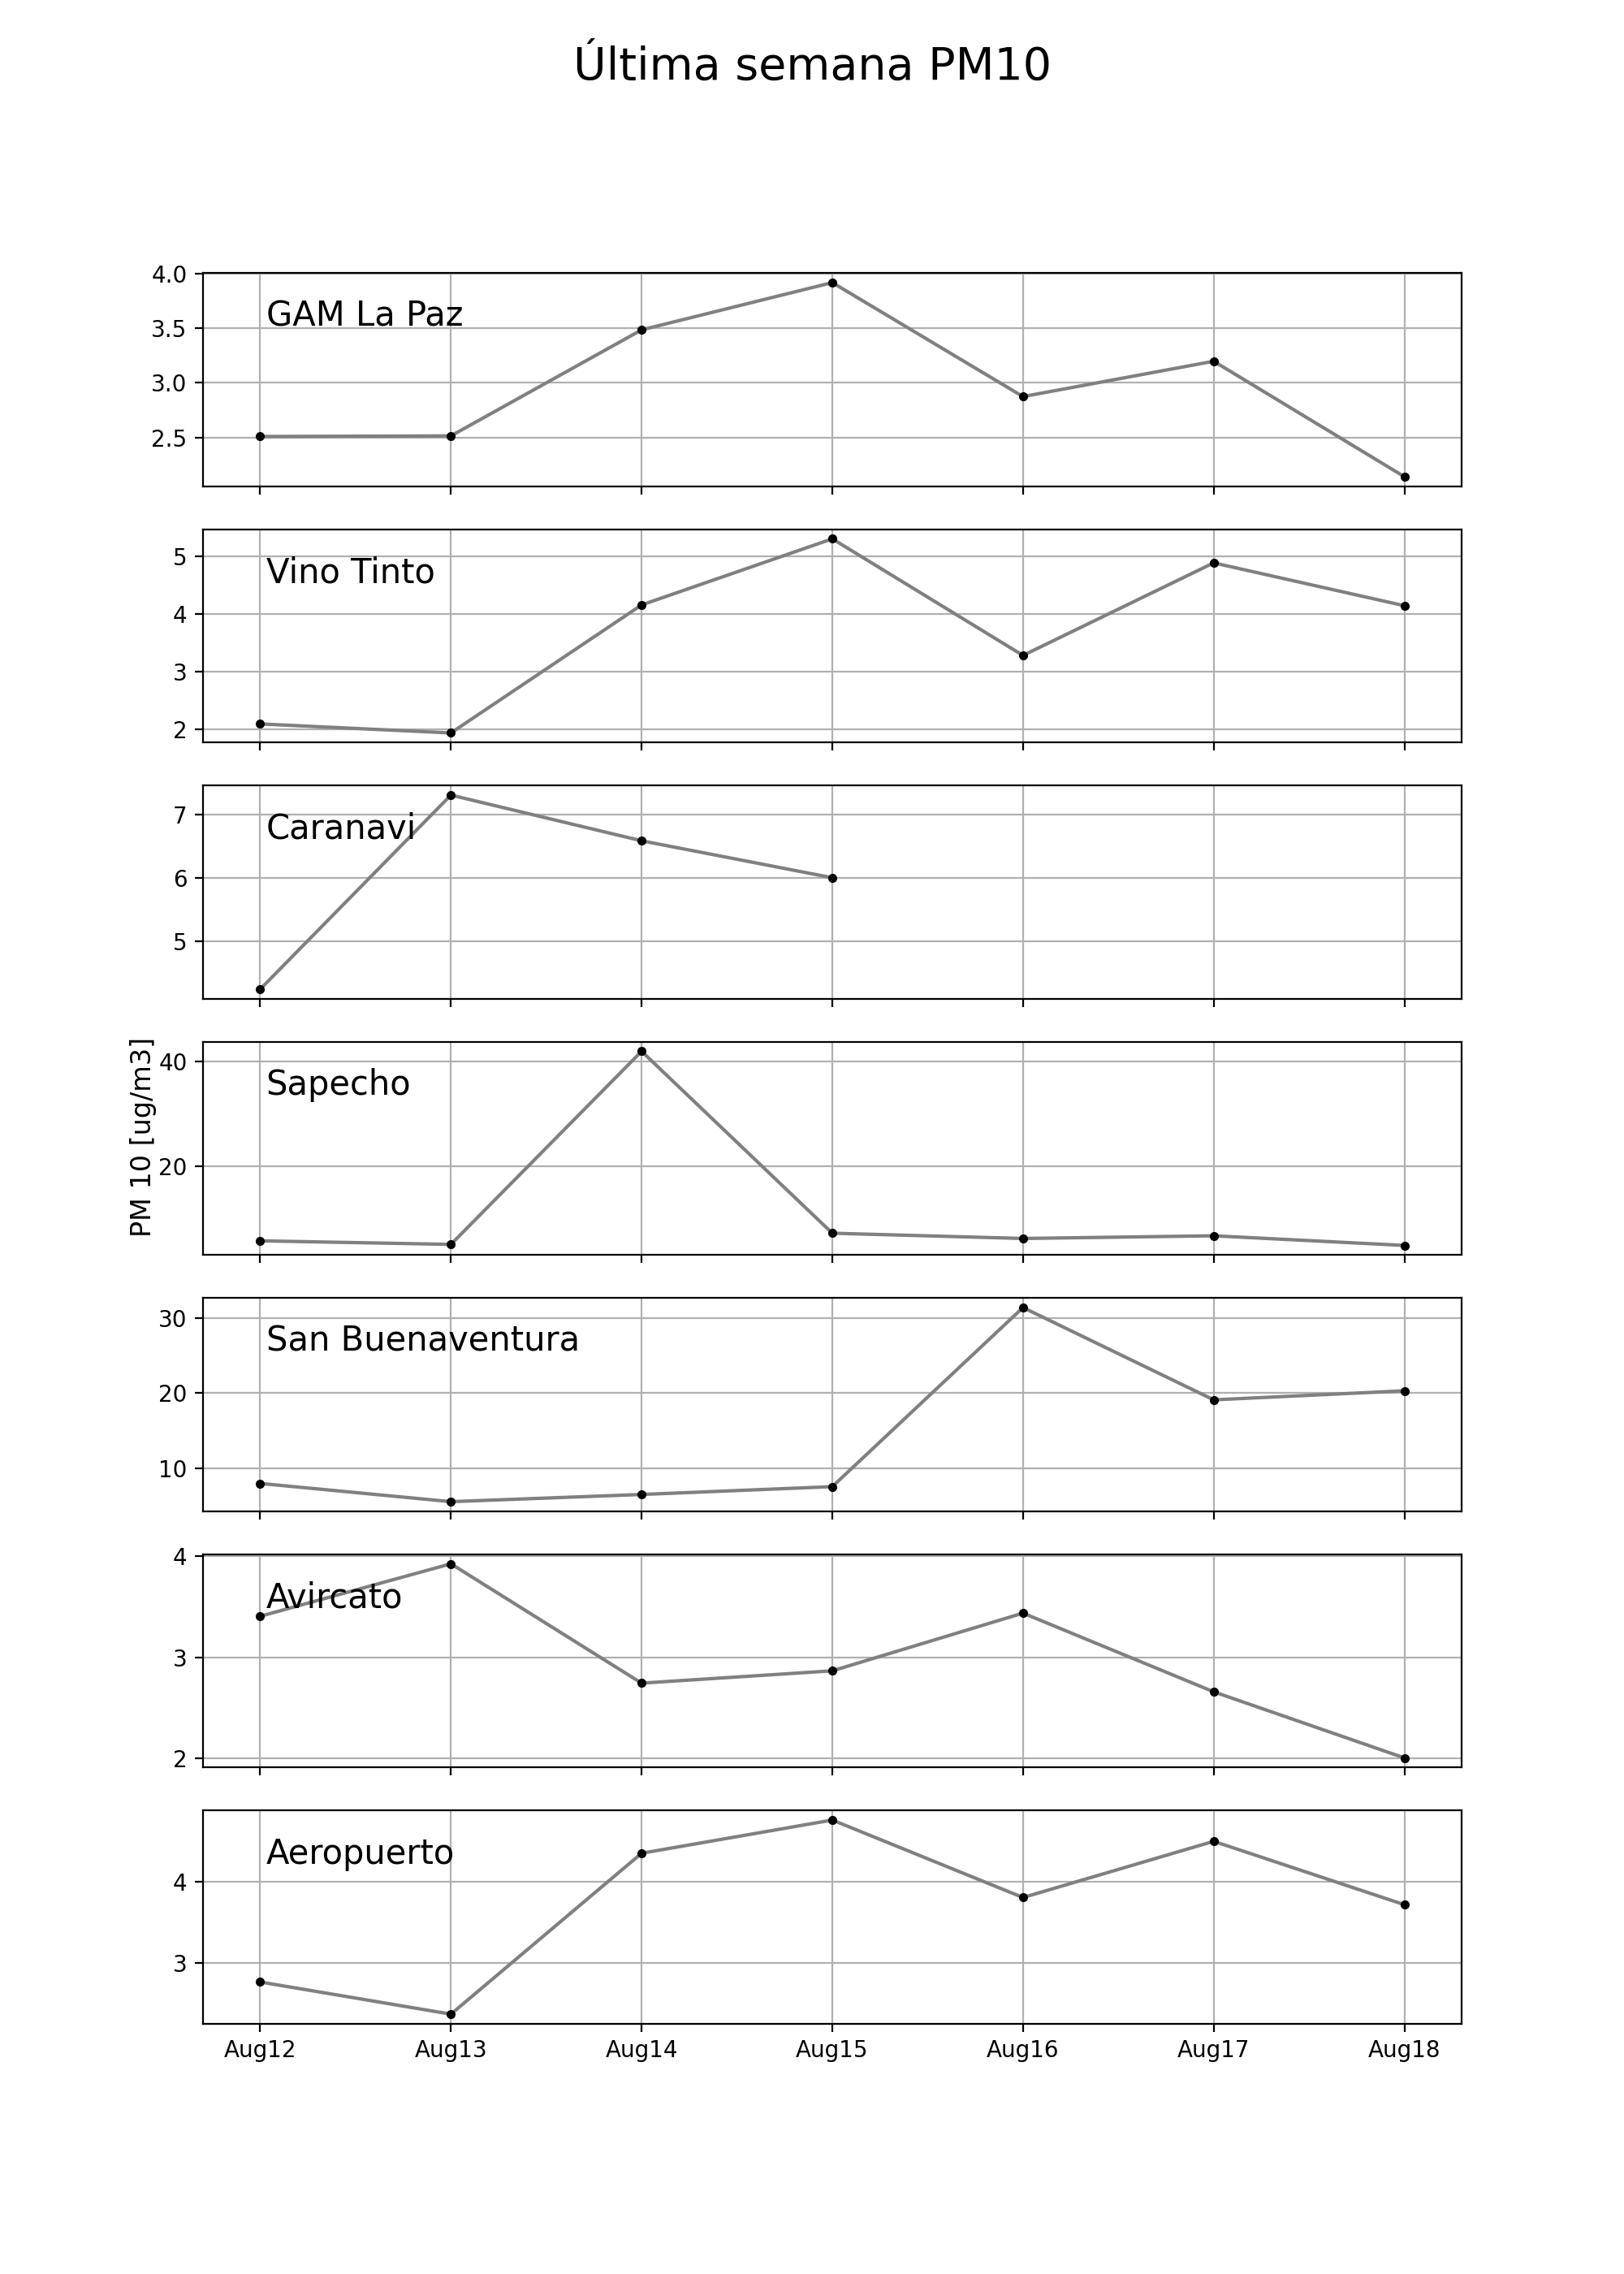 Última semana PM10
4.0
GAM La Paz
3.5
3.0
2.5
5
Vino Tinto
4
3
2
7
Caranavi
6
5
PM 10 [ug/m3]
40
Sapecho
20
30
San Buenaventura
20
10
4
Avircato
3
2
Aeropuerto
4
3
Aug12 Aug13 Aug14 Aug15 Aug16 Aug17 Aug18